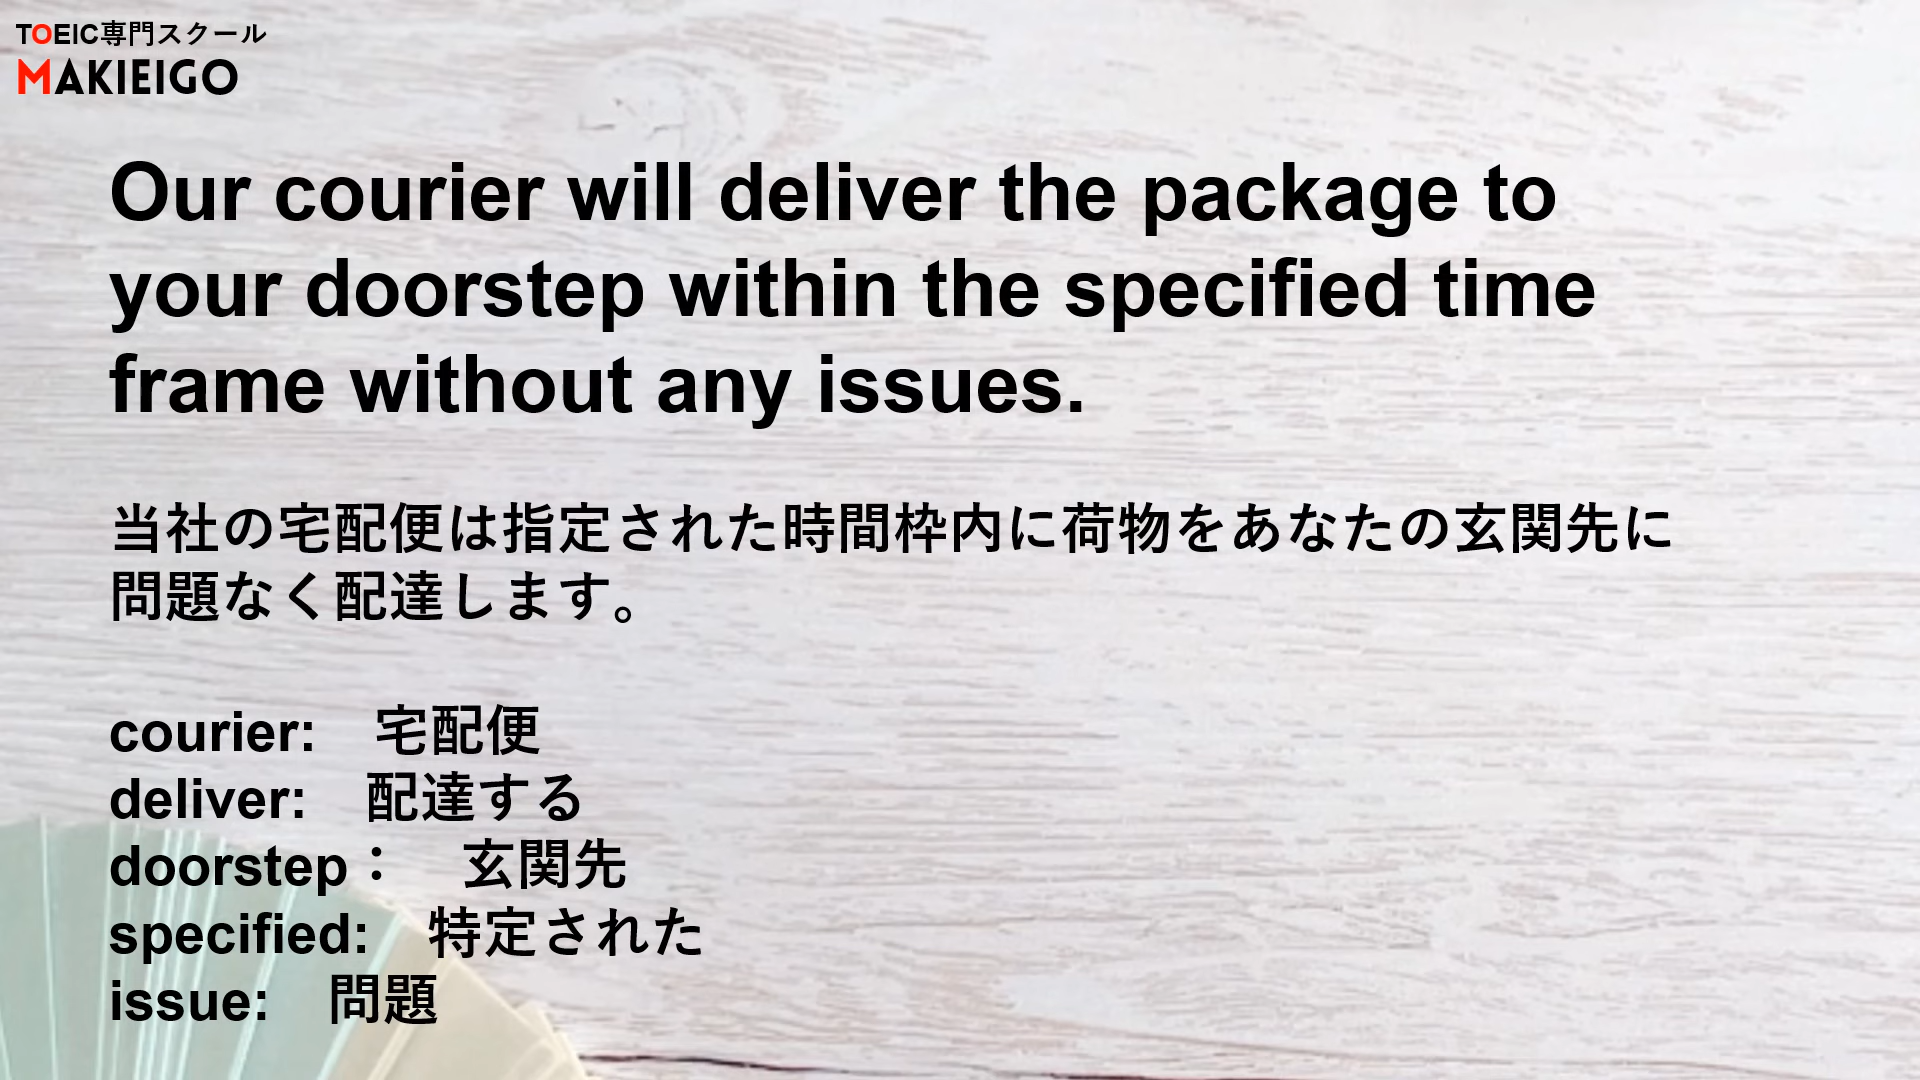 TOEIC専門スクール
MAKIEIGO
Our courier will deliver the package to
your doorstep within the specified time
frame without any issues.
当社の宅配便は指定された時間枠内に荷物をあなたの玄関先に
問題なく配達します。
courier:　宅配便
deliver:　配達する
doorstep：　玄関先
specified:　特定された
issue:　問題